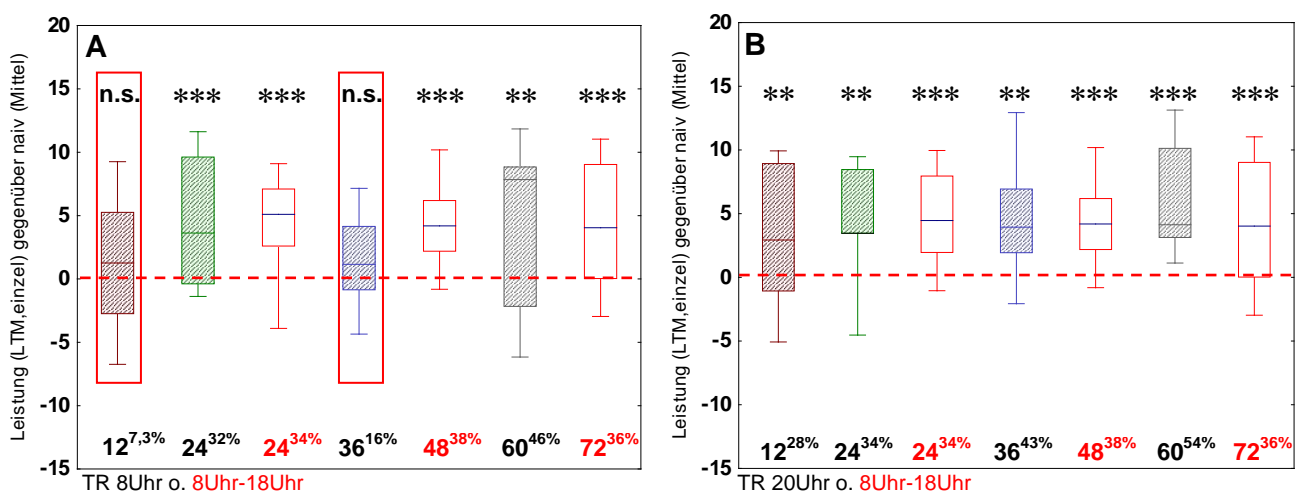 A
Leistung (LTM,einzel) gegenüber naiv (Mittel)
20
15
10
5
0
-5
-10
-15
n.s. *** *** n.s. *** ** ***
12^7,3% 24^32% 24^34% 36^16% 48^38% 60^46% 72^36%
TR 8Uhr o. 8Uhr-18Uhr
B
Leistung (LTM,einzel) gegenüber naiv (Mittel)
20
15
10
5
0
-5
-10
-15
** ** *** ** *** *** ***
12^28% 24^34% 24^34% 36^43% 48^38% 60^54% 72^36%
TR 20Uhr o. 8Uhr-18Uhr